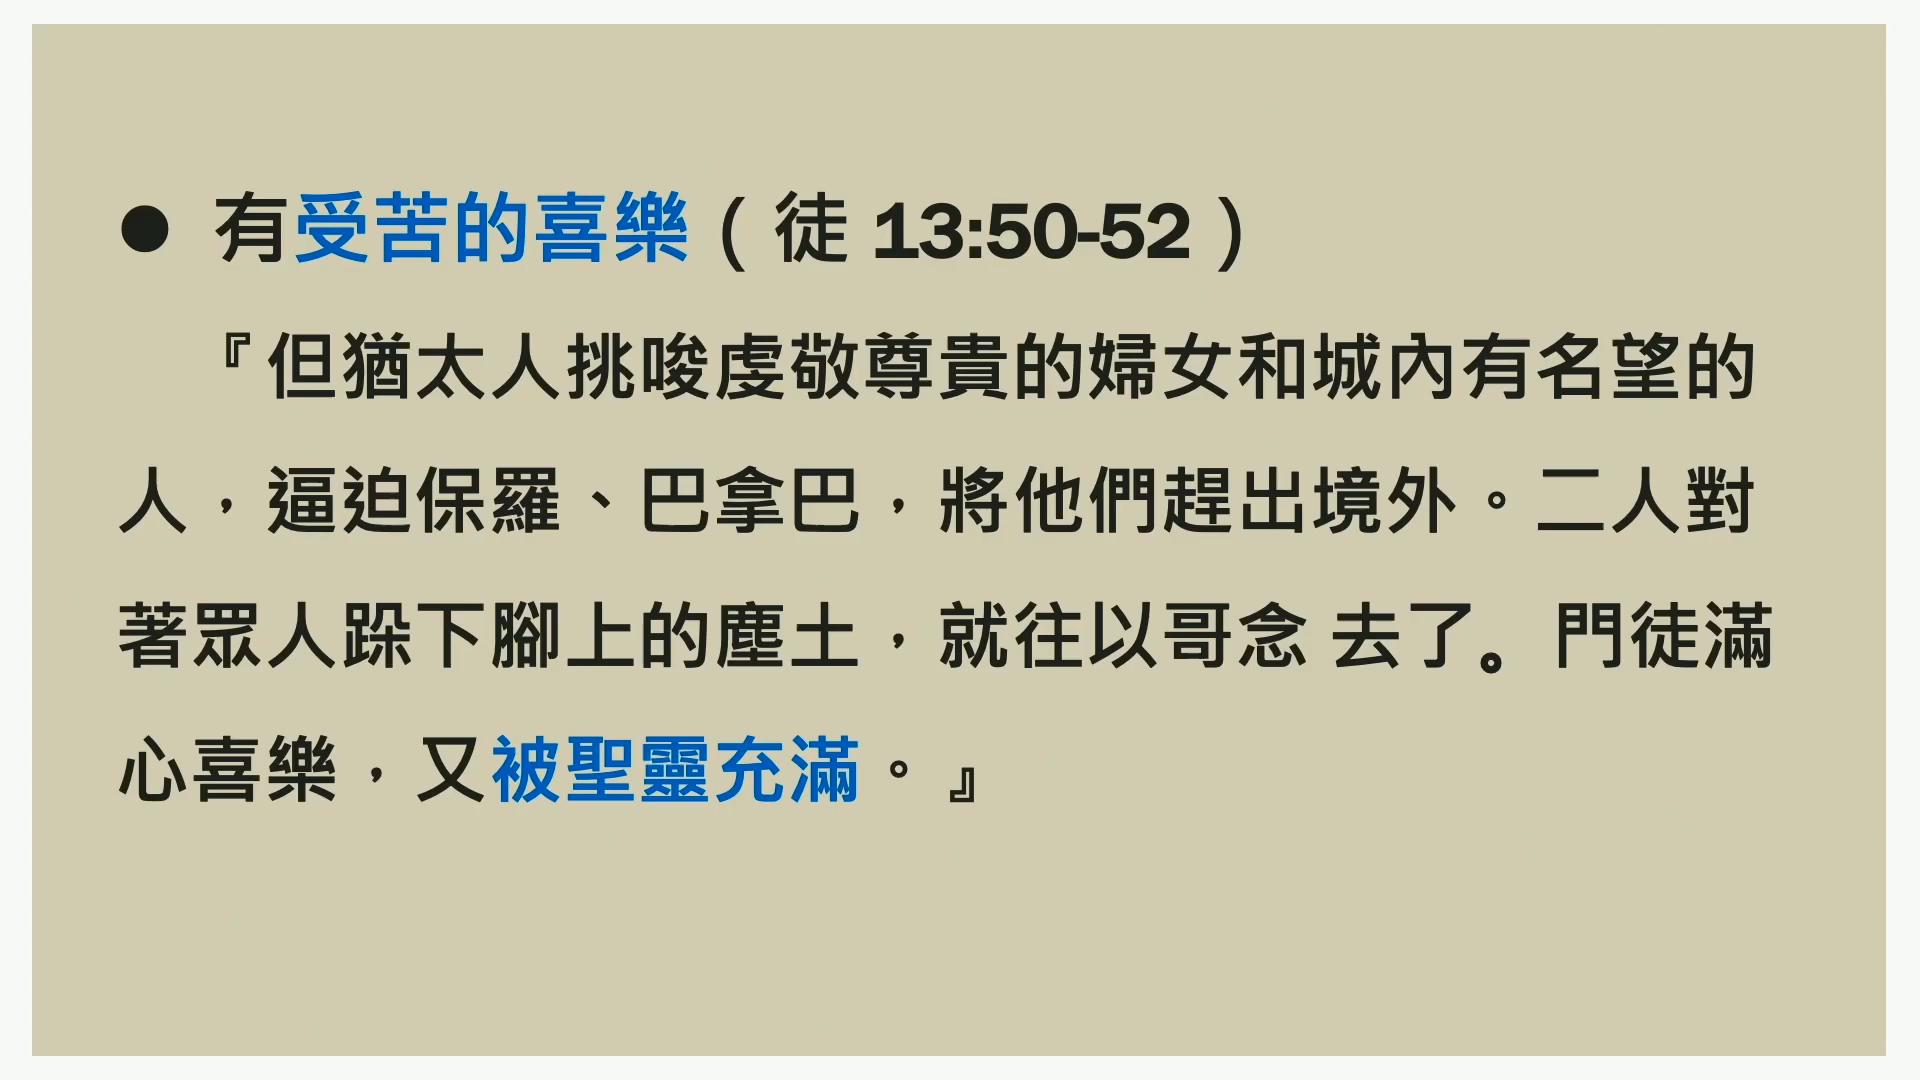 ● 有受苦的喜樂（徒 13:50-52）
『但猶太人挑唆虔敬尊貴的婦女和城內有名望的
人，逼迫保羅、巴拿巴，將他們趕出境外。二人對
著眾人跺下腳上的塵土，就往以哥念 去了。門徒滿
心喜樂，又被聖靈充滿。』